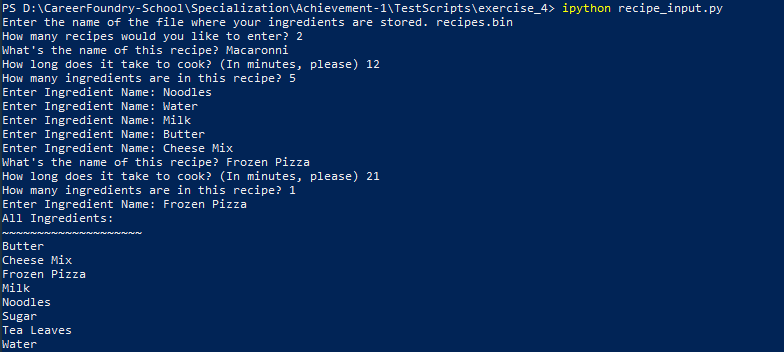 PS D:\CareerFoundry-School\Specialization\Achievement-1\TestScripts\exercise_4> ipython recipe_input.py
Enter the name of the file where your ingredients are stored. recipes.bin
How many recipes would you like to enter? 2
What's the name of this recipe? Macaronni
How long does it take to cook? (In minutes, please) 12
How many ingredients are in this recipe? 5
Enter Ingredient Name: Noodles
Enter Ingredient Name: Water
Enter Ingredient Name: Milk
Enter Ingredient Name: Butter
Enter Ingredient Name: Cheese Mix
What's the name of this recipe? Frozen Pizza
How long does it take to cook? (In minutes, please) 21
How many ingredients are in this recipe? 1
Enter Ingredient Name: Frozen Pizza
All Ingredients:
~~~~~~~~~~~~~~~~~~~~
Butter
Cheese Mix
Frozen Pizza
Milk
Noodles
Sugar
Tea Leaves
Water